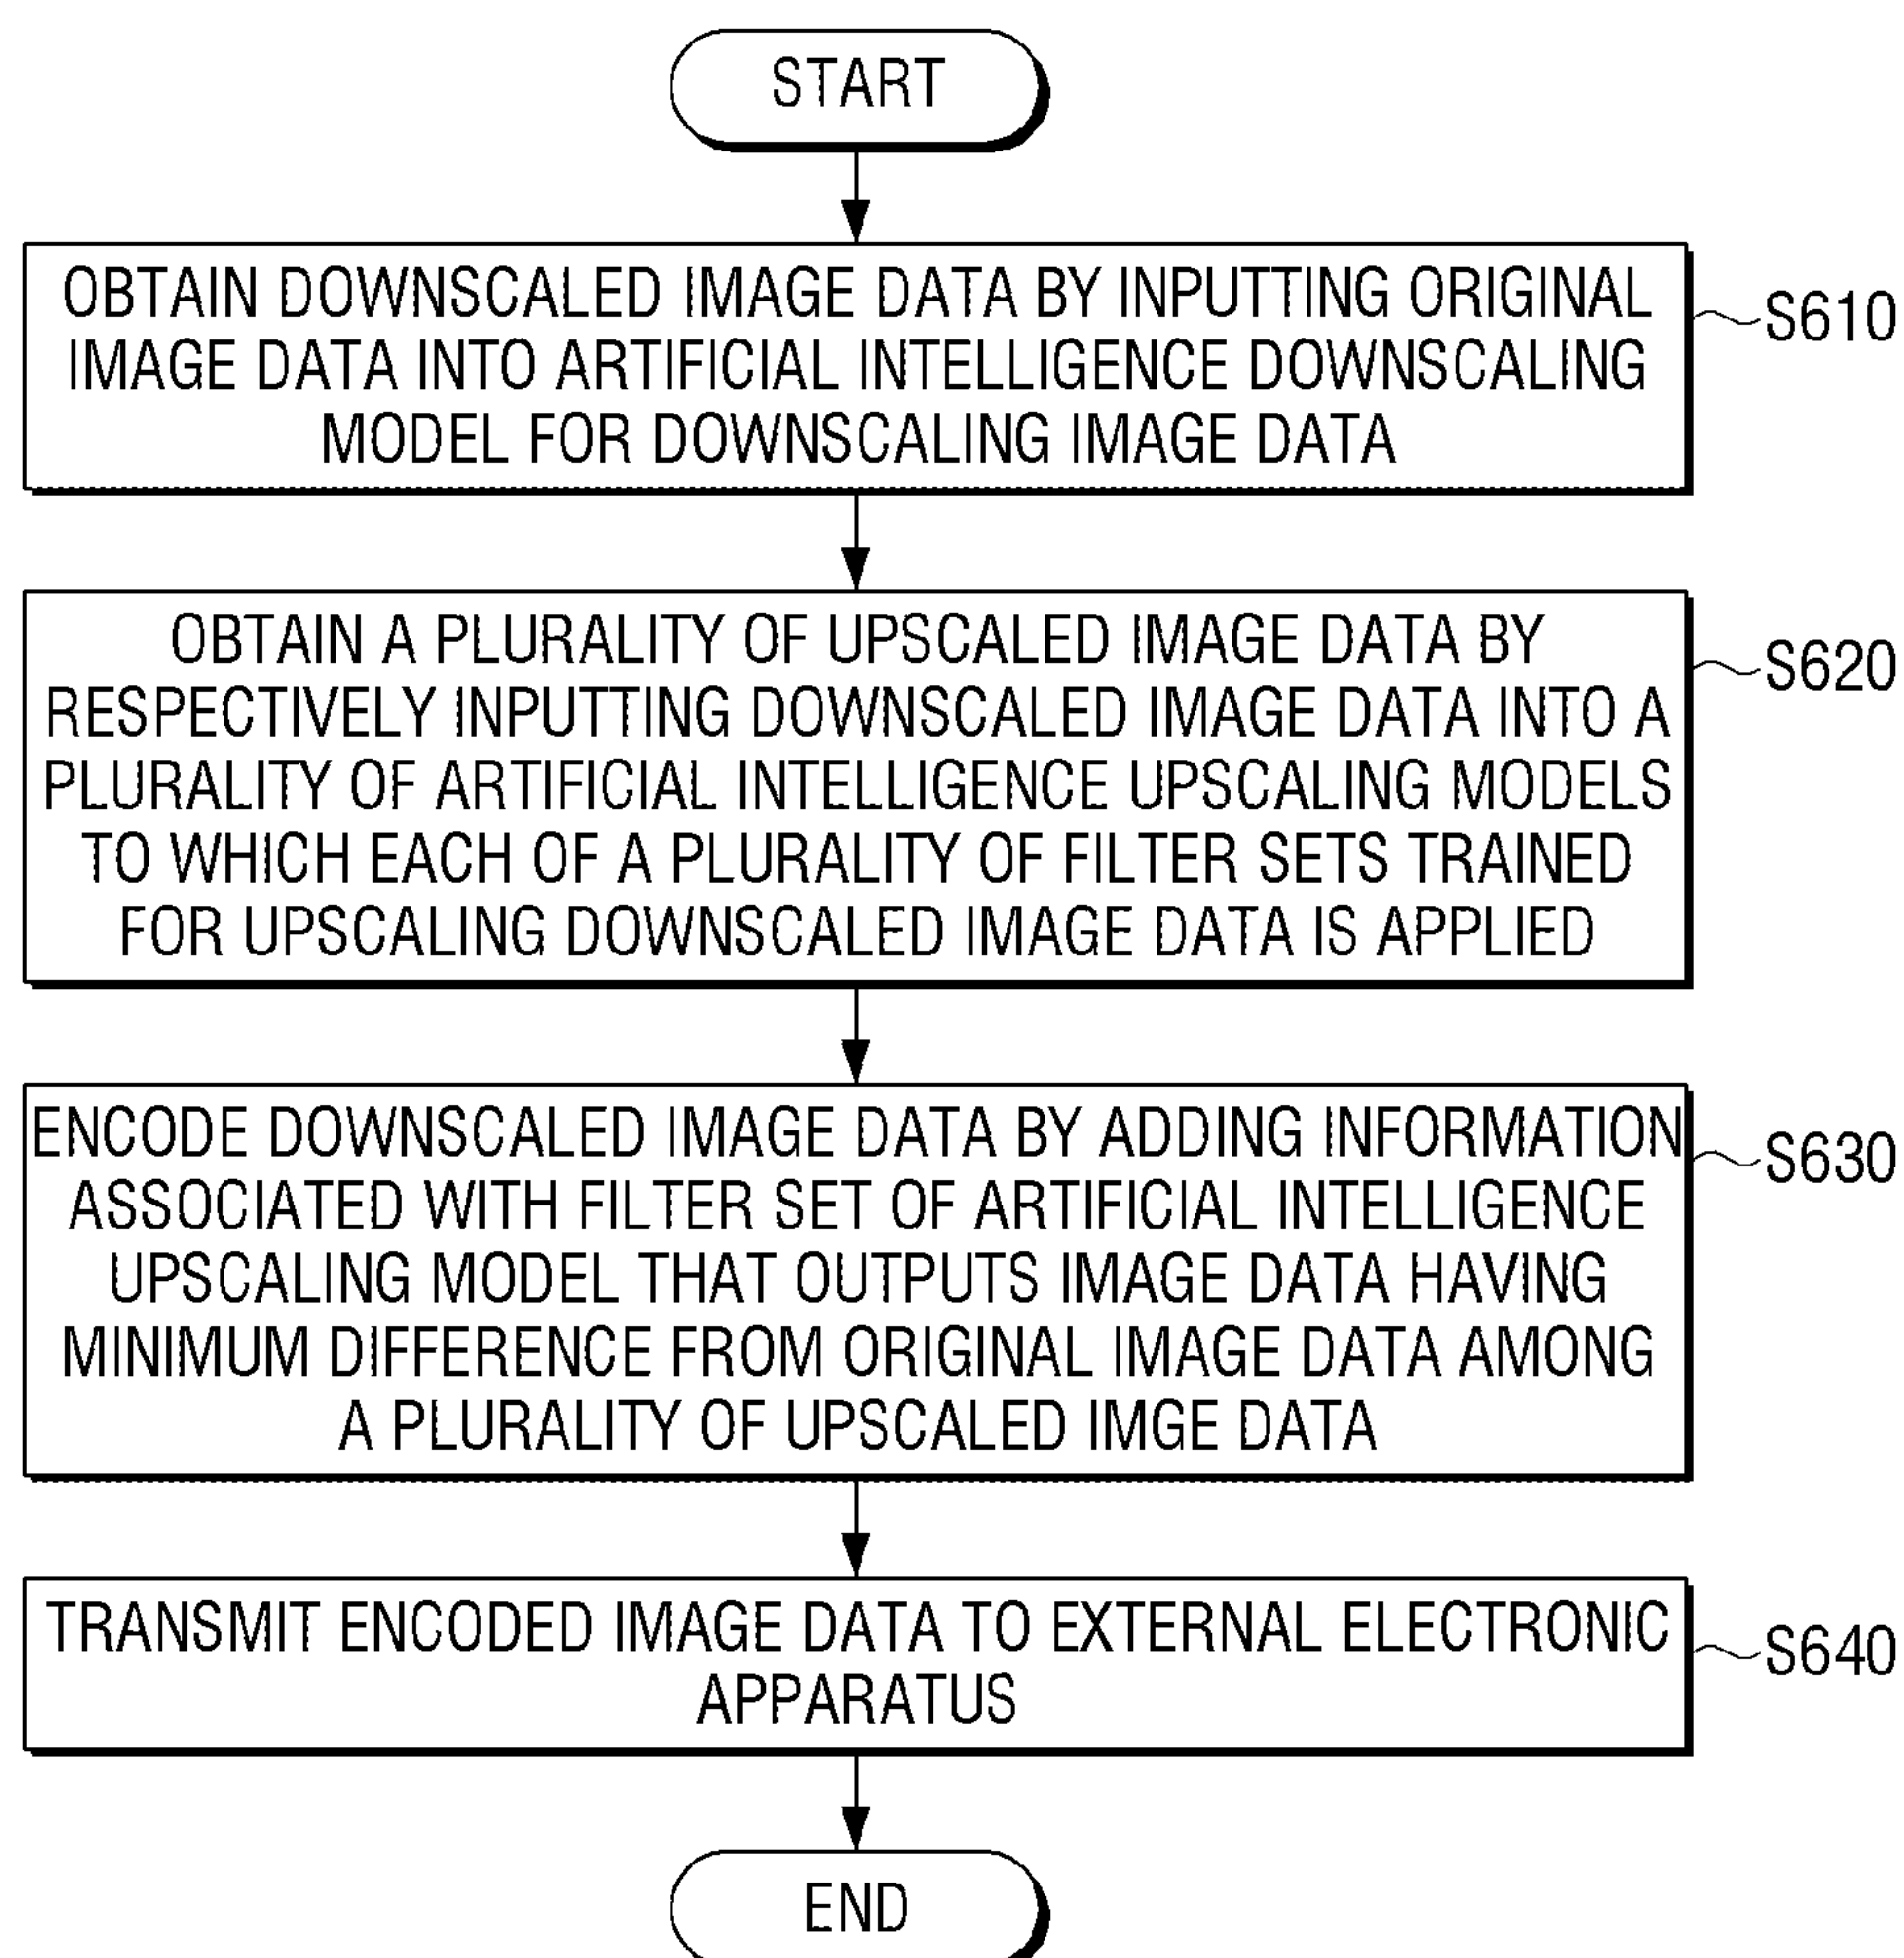 START
OBTAIN DOWNSCALED IMAGE DATA BY INPUTTING ORIGINAL
IMAGE DATA INTO ARTIFICIAL INTELLIGENCE DOWNSCALING
MODEL FOR DOWNSCALING IMAGE DATA
S610
OBTAIN A PLURALITY OF UPSCALED IMAGE DATA BY
RESPECTIVELY INPUTTING DOWNSCALED IMAGE DATA INTO A
PLURALITY OF ARTIFICIAL INTELLIGENCE UPSCALING MODELS
TO WHICH EACH OF A PLURALITY OF FILTER SETS TRAINED
FOR UPSCALING DOWNSCALED IMAGE DATA IS APPLIED
S620
ENCODE DOWNSCALED IMAGE DATA BY ADDING INFORMATION
ASSOCIATED WITH FILTER SET OF ARTIFICIAL INTELLIGENCE
UPSCALING MODEL THAT OUTPUTS IMAGE DATA HAVING
MINIMUM DIFFERENCE FROM ORIGINAL IMAGE DATA AMONG
A PLURALITY OF UPSCALED IMGE DATA
S630
TRANSMIT ENCODED IMAGE DATA TO EXTERNAL ELECTRONIC
APPARATUS
S640
END